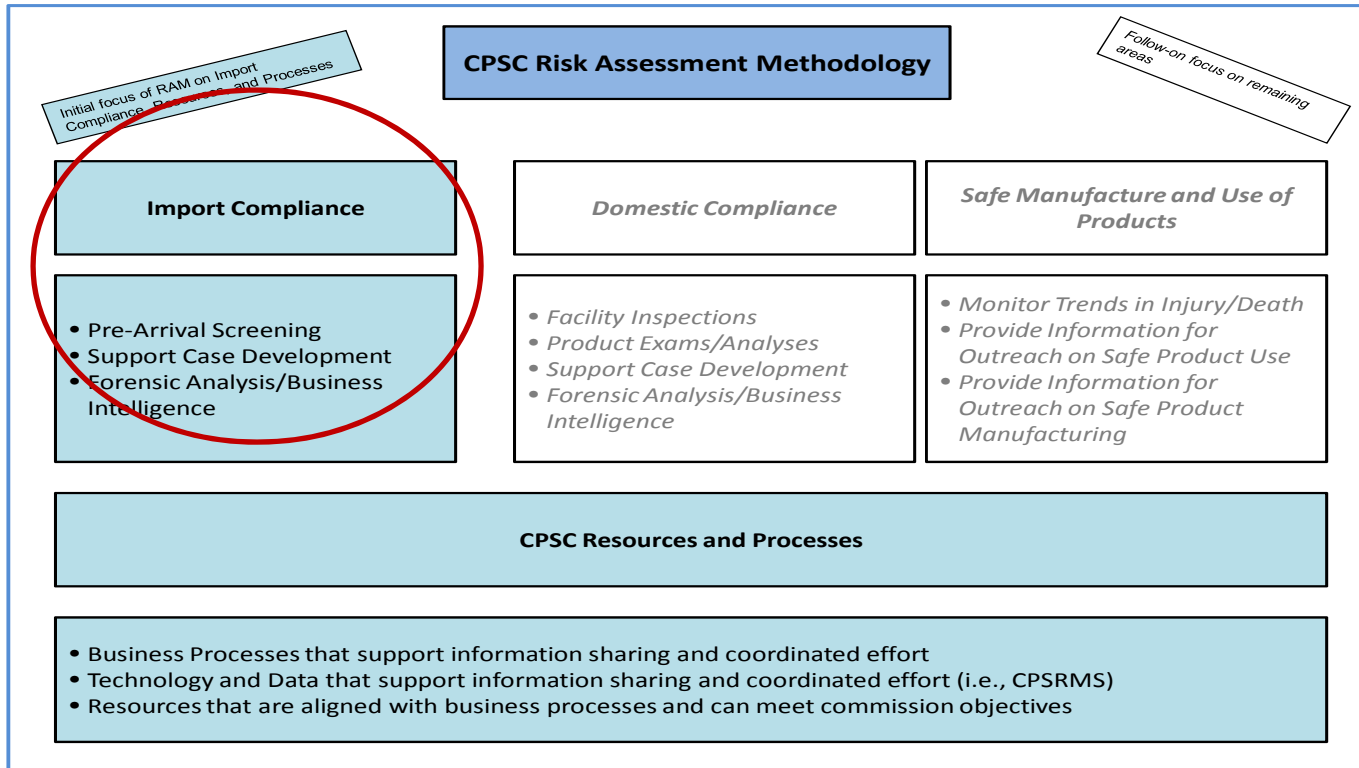 CPSC Risk Assessment Methodology
Initial focus of RAM on Import
Compliance, Resources, and Processes
Follow-on focus on remaining
areas
Import Compliance
Domestic Compliance
Safe Manufacture and Use of
Products
• Pre-Arrival Screening
• Support Case Development
• Forensic Analysis/Business
Intelligence
• Facility Inspections
• Product Exams/Analyses
• Support Case Development
• Forensic Analysis/Business
Intelligence
• Monitor Trends in Injury/Death
• Provide Information for
Outreach on Safe Product Use
• Provide Information for
Outreach on Safe Product
Manufacturing
CPSC Resources and Processes
• Business Processes that support information sharing and coordinated effort
• Technology and Data that support information sharing and coordinated effort (i.e., CPSRMS)
• Resources that are aligned with business processes and can meet commission objectives